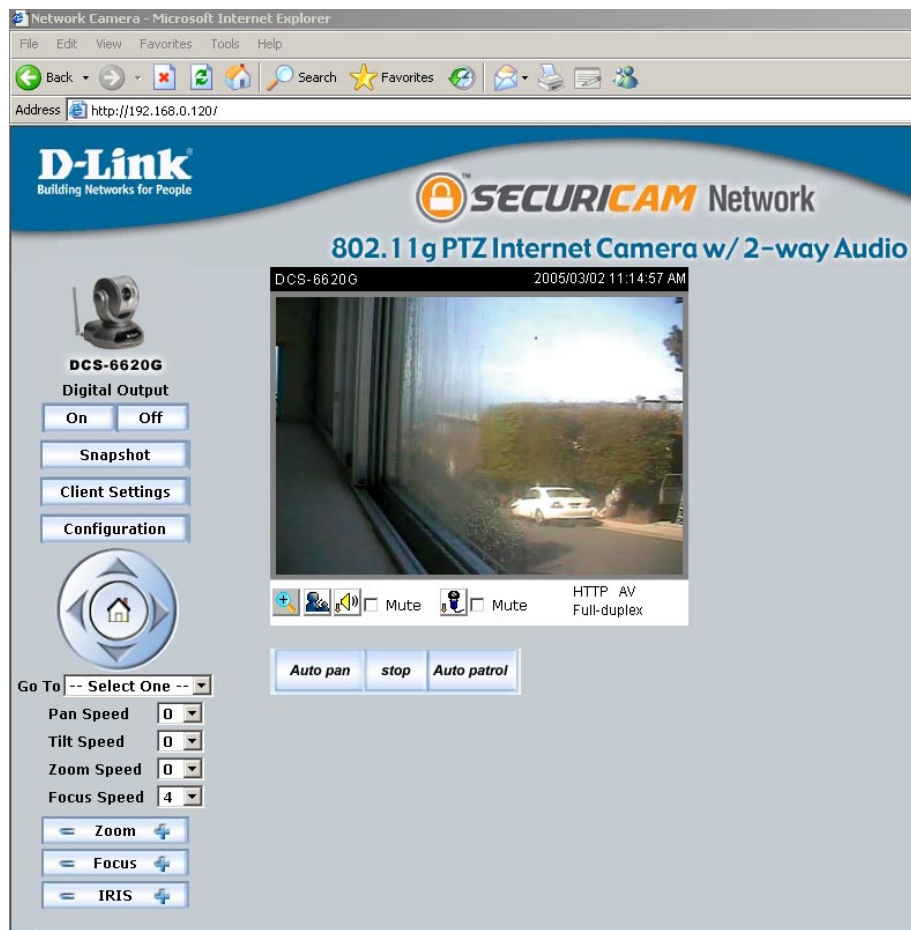 Network Camera - Microsoft Internet Explorer
File Edit View Favorites Tools Help
Back Search Favorites
Address http://192.168.0.120/
D-Link®
Building Networks for People
SECURICAM™ Network
802.11g PTZ Internet Camera w/ 2-way Audio
DCS-6620G 2005/03/02 11:14:57 AM
DCS-6620G
Digital Output
On Off
Snapshot
Client Settings
Configuration
Mute Mute HTTP AV
Full-duplex
Auto pan stop Auto patrol
Go To -- Select One --
Pan Speed 0
Tilt Speed 0
Zoom Speed 0
Focus Speed 4
- Zoom +
- Focus +
- IRIS +